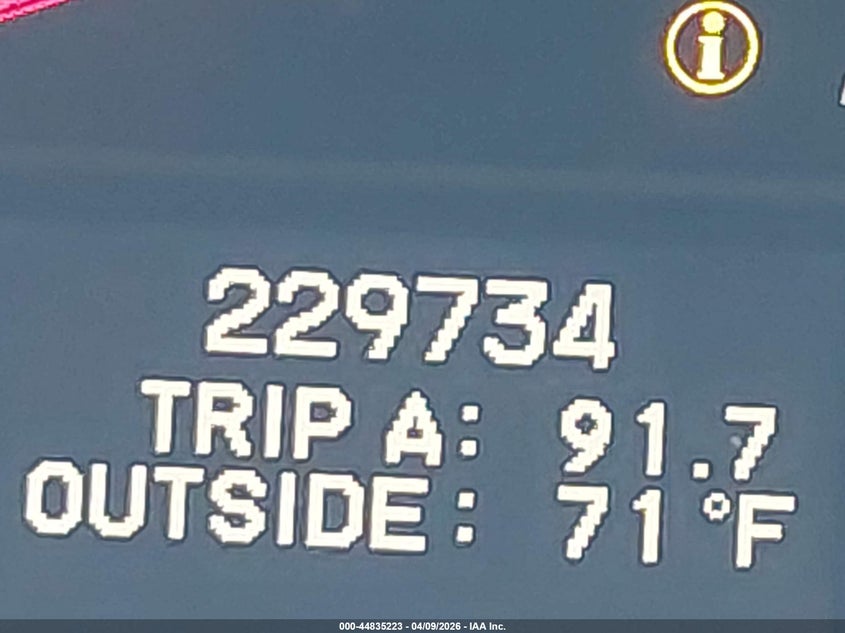 i
229734
TRIP A: 91.7
OUTSIDE: 71°F
000-44835223 - 04/09/2026 - IAA Inc.